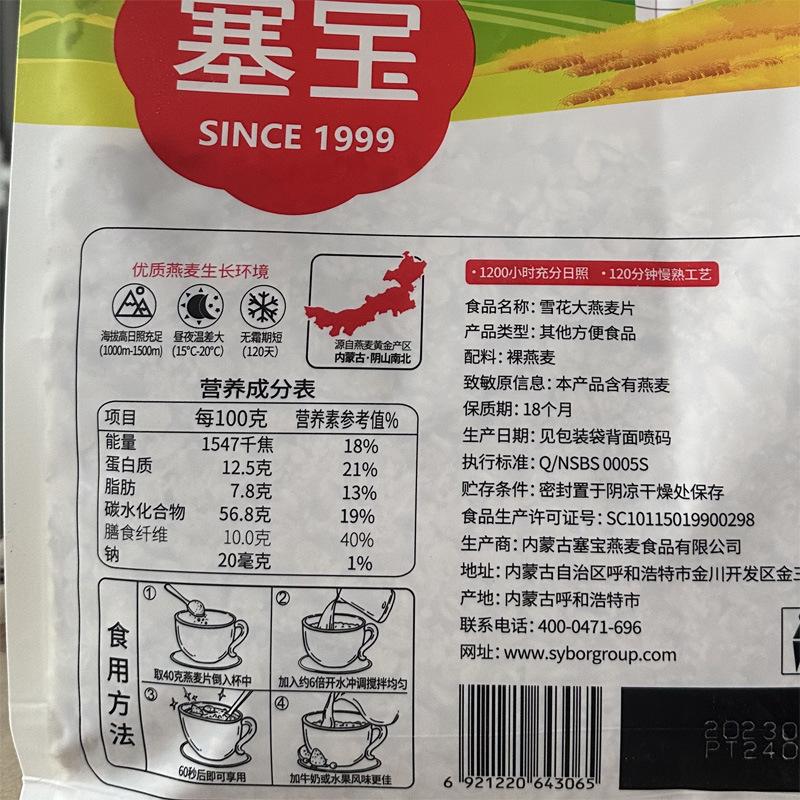 塞宝
SINCE 1999
优质燕麦生长环境
海拔高日照充足
(1000m-1500m)
昼夜温差大
(15°C-20°C)
无霜期短
(120天)
源自燕麦黄金产区
内蒙古·阴山南北
营养成分表
项目 每100克 营养素参考值%
能量 1547千焦 18%
蛋白质 12.5克 21%
脂肪 7.8克 13%
碳水化合物 56.8克 19%
膳食纤维 10.0克 40%
钠 20毫克 1%
食用方法
①
取40克燕麦片倒入杯中
②
加入约6倍开水冲调搅拌均匀
③
60秒后即可享用
④
加牛奶或水果风味更佳
·1200小时充分日照 ·120分钟慢熟工艺
食品名称：雪花大燕麦片
产品类型：其他方便食品
配料：裸燕麦
致敏原信息：本产品含有燕麦
保质期：18个月
生产日期：见包装袋背面喷码
执行标准：Q/NSBS 0005S
贮存条件：密封置于阴凉干燥处保存
食品生产许可证号：SC10115019900298
生产商：内蒙古塞宝燕麦食品有限公司
地址：内蒙古自治区呼和浩特市金川开发区金三
产地：内蒙古呼和浩特市
联系电话：400-0471-696
网址：www.syborgroup.com
6 921220 643065
20230
PT240